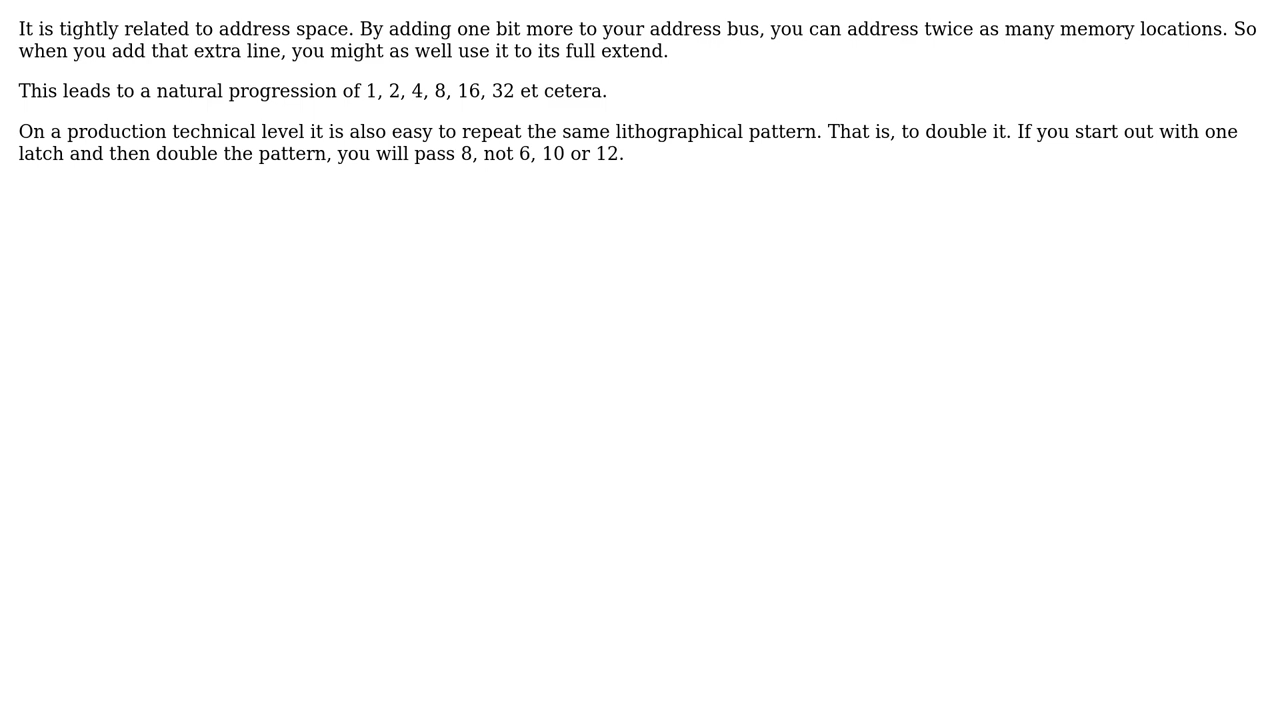 It is tightly related to address space. By adding one bit more to your address bus, you can address twice as many memory locations. So
when you add that extra line, you might as well use it to its full extend.
This leads to a natural progression of 1, 2, 4, 8, 16, 32 et cetera.
On a production technical level it is also easy to repeat the same lithographical pattern. That is, to double it. If you start out with one
latch and then double the pattern, you will pass 8, not 6, 10 or 12.